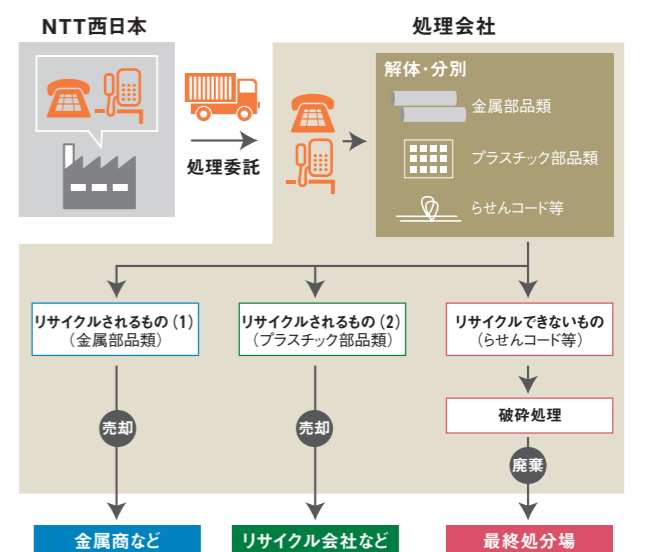 NTT西日本
処理会社
処理委託
解体・分別
金属部品類
プラスチック部品類
らせんコード等
リサイクルされるもの(1)
(金属部品類)
リサイクルされるもの(2)
(プラスチック部品類)
リサイクルできないもの
(らせんコード等)
破砕処理
売却
売却
廃棄
金属商など
リサイクル会社など
最終処分場